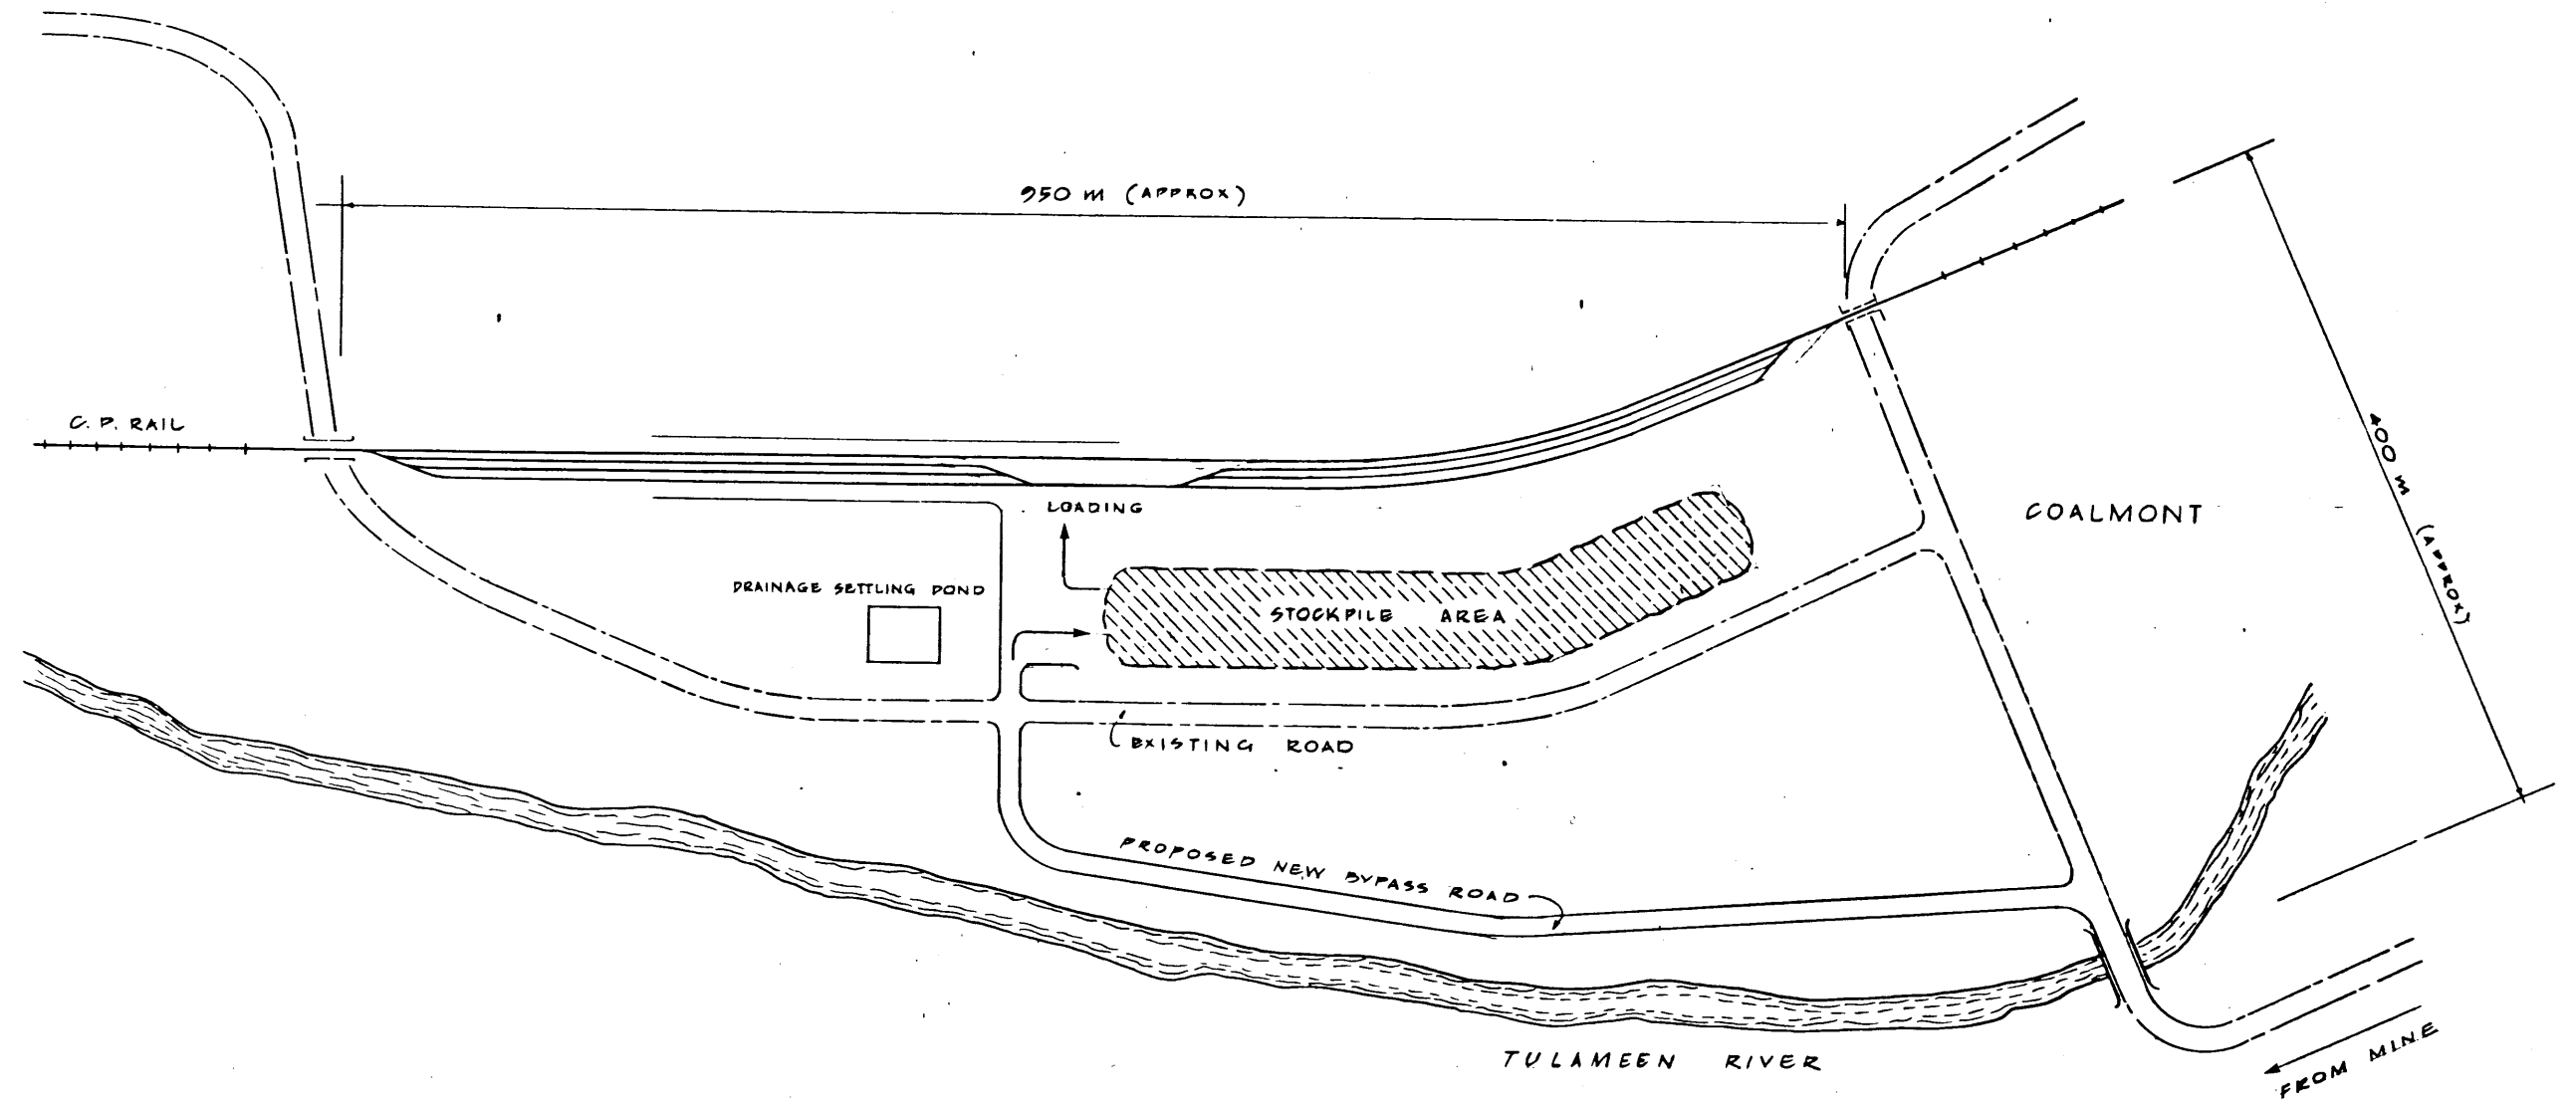 950 m (APPROX)
C. P. RAIL
400 m (APPROX)
LOADING
COALMONT
DRAINAGE SETTLING POND
STOCKPILE AREA
EXISTING ROAD
PROPOSED NEW BYPASS ROAD
TULAMEEN RIVER
FROM MINE